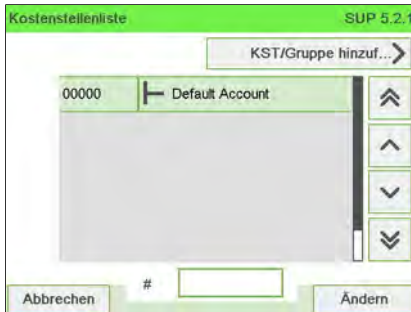 Kostenstellenliste SUP 5.2.1
KST/Gruppe hinzuf...
00000 Default Account
#
Abbrechen Ändern